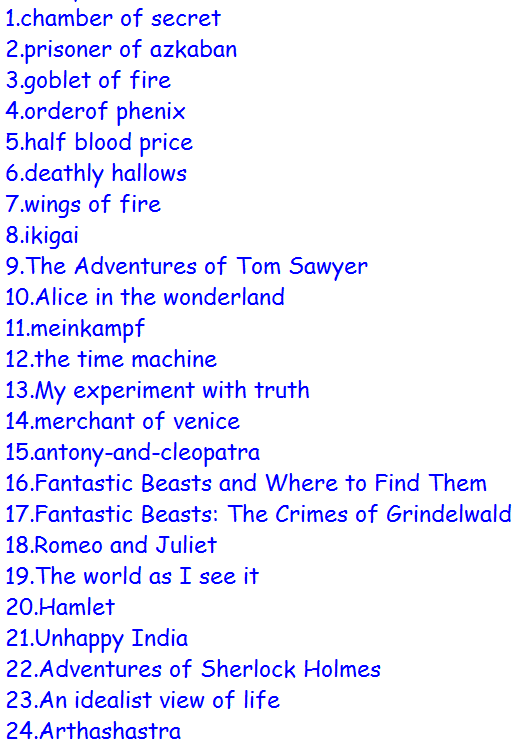 1.chamber of secret
2.prisoner of azkaban
3.goblet of fire
4.orderof phenix
5.half blood price
6.deathly hallows
7.wings of fire
8.ikigai
9.The Adventures of Tom Sawyer
10.Alice in the wonderland
11.meinkampf
12.the time machine
13.My experiment with truth
14.merchant of venice
15.antony-and-cleopatra
16.Fantastic Beasts and Where to Find Them
17.Fantastic Beasts: The Crimes of Grindelwald
18.Romeo and Juliet
19.The world as I see it
20.Hamlet
21.Unhappy India
22.Adventures of Sherlock Holmes
23.An idealist view of life
24.Arthashastra